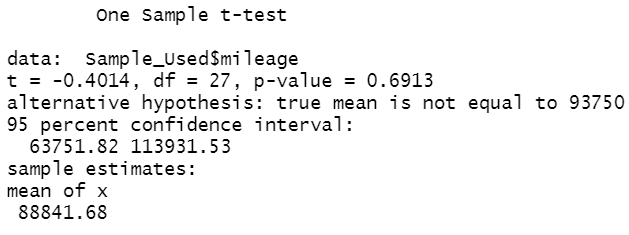 One Sample t-test
data: Sample_Used$mileage
t = -0.4014, df = 27, p-value = 0.6913
alternative hypothesis: true mean is not equal to 93750
95 percent confidence interval:
63751.82 113931.53
sample estimates:
mean of x
88841.68